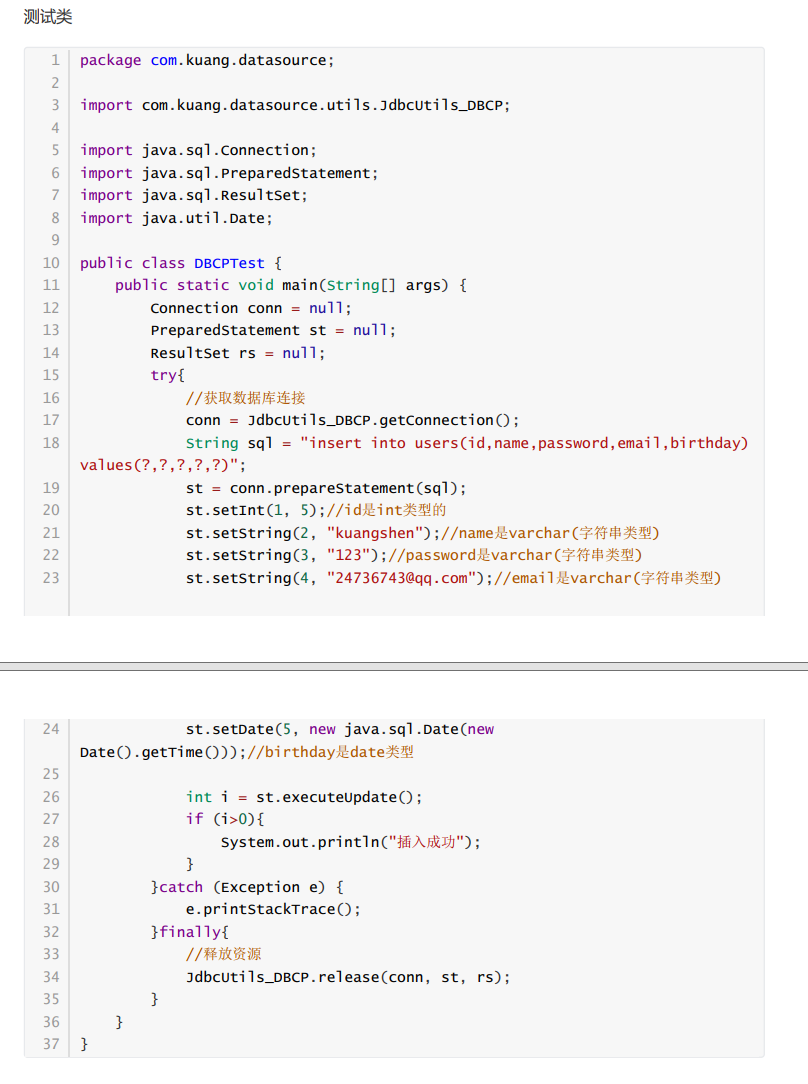 测试类
1 package com.kuang.datasource;
2
3 import com.kuang.datasource.utils.JdbcUtils_DBCP;
4
5 import java.sql.Connection;
6 import java.sql.PreparedStatement;
7 import java.sql.ResultSet;
8 import java.util.Date;
9
10 public class DBCPTest {
11     public static void main(String[] args) {
12         Connection conn = null;
13         PreparedStatement st = null;
14         ResultSet rs = null;
15         try{
16             //获取数据库连接
17             conn = JdbcUtils_DBCP.getConnection();
18             String sql = "insert into users(id,name,password,email,birthday)
values(?,?,?,?,?)";
19             st = conn.prepareStatement(sql);
20             st.setInt(1, 5);//id是int类型的
21             st.setString(2, "kuangshen");//name是varchar(字符串类型)
22             st.setString(3, "123");//password是varchar(字符串类型)
23             st.setString(4, "24736743@qq.com");//email是varchar(字符串类型)
24             st.setDate(5, new java.sql.Date(new
Date().getTime()));//birthday是date类型
25
26             int i = st.executeUpdate();
27             if (i>0){
28                 System.out.println("插入成功");
29             }
30         }catch (Exception e) {
31             e.printStackTrace();
32         }finally{
33             //释放资源
34             JdbcUtils_DBCP.release(conn, st, rs);
35         }
36     }
37 }